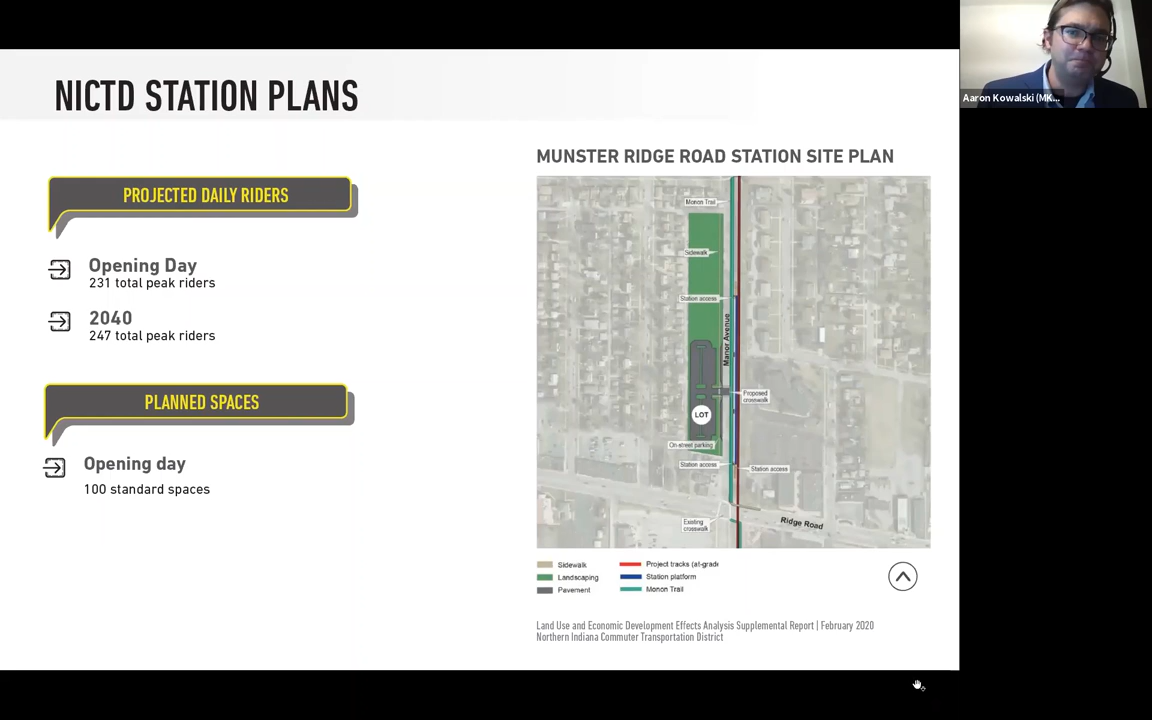 NICTD STATION PLANS
Aaron Kowalski (MK...
PROJECTED DAILY RIDERS
Opening Day
231 total peak riders
2040
247 total peak riders
PLANNED SPACES
Opening day
100 standard spaces
MUNSTER RIDGE ROAD STATION SITE PLAN
Monon Trail
Sidewalk
Station access
Manor Avenue
Proposed
crosswalk
LOT
On-street parking
Station access
Station access
Existing
crosswalk
Ridge Road
Sidewalk
Landscaping
Pavement
Project tracks (at-grade
Station platform
Monon Trail
Land Use and Economic Development Effects Analysis Supplemental Report | February 2020
Northern Indiana Commuter Transportation District